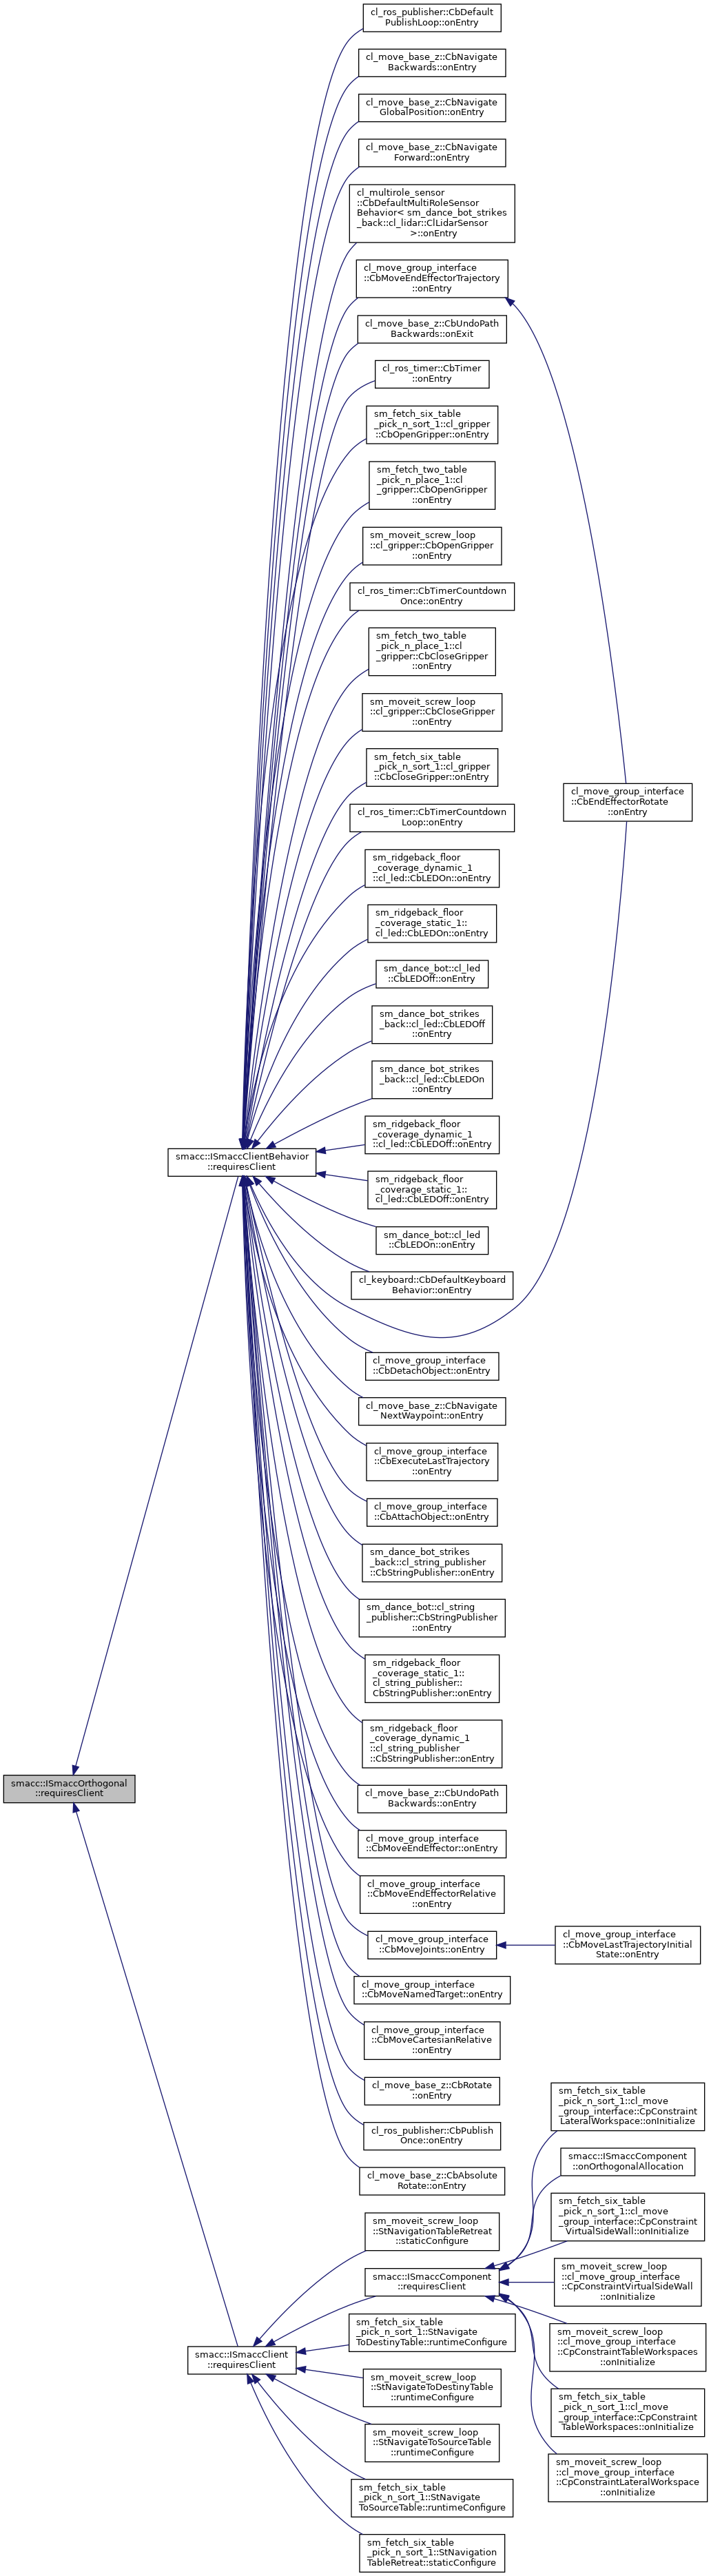 cl_ros_publisher::CbDefault
PublishLoop::onEntry
cl_move_base_z::CbNavigate
Backwards::onEntry
cl_move_base_z::CbNavigate
GlobalPosition::onEntry
cl_move_base_z::CbNavigate
Forward::onEntry
cl_multirole_sensor
::CbDefaultMultiRoleSensor
Behavior< sm_dance_bot_strikes
_back::cl_lidar::ClLidarSensor
>::onEntry
cl_move_group_interface
::CbMoveEndEffectorTrajectory
::onEntry
cl_move_base_z::CbUndoPath
Backwards::onExit
cl_ros_timer::CbTimer
::onEntry
sm_fetch_six_table
_pick_n_sort_1::cl_gripper
::CbOpenGripper::onEntry
sm_fetch_two_table
_pick_n_place_1::cl
_gripper::CbOpenGripper
::onEntry
sm_moveit_screw_loop
::cl_gripper::CbOpenGripper
::onEntry
cl_ros_timer::CbTimerCountdown
Once::onEntry
sm_fetch_two_table
_pick_n_place_1::cl
_gripper::CbCloseGripper
::onEntry
sm_moveit_screw_loop
::cl_gripper::CbCloseGripper
::onEntry
sm_fetch_six_table
_pick_n_sort_1::cl_gripper
::CbCloseGripper::onEntry
cl_move_group_interface
::CbEndEffectorRotate
::onEntry
cl_ros_timer::CbTimerCountdown
Loop::onEntry
sm_ridgeback_floor
_coverage_dynamic_1
::cl_led::CbLEDOn::onEntry
sm_ridgeback_floor
_coverage_static_1::
cl_led::CbLEDOn::onEntry
sm_dance_bot::cl_led
::CbLEDOff::onEntry
sm_dance_bot_strikes
_back::cl_led::CbLEDOff
::onEntry
sm_dance_bot_strikes
_back::cl_led::CbLEDOn
::onEntry
sm_ridgeback_floor
_coverage_dynamic_1
::cl_led::CbLEDOff::onEntry
smacc::ISmaccClientBehavior
::requiresClient
sm_ridgeback_floor
_coverage_static_1::
cl_led::CbLEDOff::onEntry
sm_dance_bot::cl_led
::CbLEDOn::onEntry
cl_keyboard::CbDefaultKeyboard
Behavior::onEntry
cl_move_group_interface
::CbDetachObject::onEntry
cl_move_base_z::CbNavigate
NextWaypoint::onEntry
cl_move_group_interface
::CbExecuteLastTrajectory
::onEntry
cl_move_group_interface
::CbAttachObject::onEntry
sm_dance_bot_strikes
_back::cl_string_publisher
::CbStringPublisher::onEntry
sm_dance_bot::cl_string
_publisher::CbStringPublisher
::onEntry
sm_ridgeback_floor
_coverage_static_1::
cl_string_publisher::
CbStringPublisher::onEntry
sm_ridgeback_floor
_coverage_dynamic_1
::cl_string_publisher
::CbStringPublisher::onEntry
smacc::ISmaccOrthogonal
::requiresClient
cl_move_base_z::CbUndoPath
Backwards::onEntry
cl_move_group_interface
::CbMoveEndEffector::onEntry
cl_move_group_interface
::CbMoveEndEffectorRelative
::onEntry
cl_move_group_interface
::CbMoveJoints::onEntry
cl_move_group_interface
::CbMoveLastTrajectoryInitial
State::onEntry
cl_move_group_interface
::CbMoveNamedTarget::onEntry
cl_move_group_interface
::CbMoveCartesianRelative
::onEntry
cl_move_base_z::CbRotate
::onEntry
cl_ros_publisher::CbPublish
Once::onEntry
cl_move_base_z::CbAbsolute
Rotate::onEntry
sm_fetch_six_table
_pick_n_sort_1::cl_move
_group_interface::CpConstraint
LateralWorkspace::onInitialize
smacc::ISmaccComponent
::onOrthogonalAllocation
sm_fetch_six_table
_pick_n_sort_1::cl_move
_group_interface::CpConstraint
VirtualSideWall::onInitialize
sm_moveit_screw_loop
::StNavigationTableRetreat
::staticConfigure
smacc::ISmaccComponent
::requiresClient
sm_moveit_screw_loop
::cl_move_group_interface
::CpConstraintVirtualSideWall
::onInitialize
sm_fetch_six_table
_pick_n_sort_1::StNavigate
ToDestinyTable::runtimeConfigure
sm_moveit_screw_loop
::cl_move_group_interface
::CpConstraintTableWorkspaces
::onInitialize
smacc::ISmaccClient
::requiresClient
sm_moveit_screw_loop
::StNavigateToDestinyTable
::runtimeConfigure
sm_fetch_six_table
_pick_n_sort_1::cl_move
_group_interface::CpConstraint
TableWorkspaces::onInitialize
sm_moveit_screw_loop
::StNavigateToSourceTable
::runtimeConfigure
sm_moveit_screw_loop
::cl_move_group_interface
::CpConstraintLateralWorkspace
::onInitialize
sm_fetch_six_table
_pick_n_sort_1::StNavigate
ToSourceTable::runtimeConfigure
sm_fetch_six_table
_pick_n_sort_1::StNavigation
TableRetreat::staticConfigure